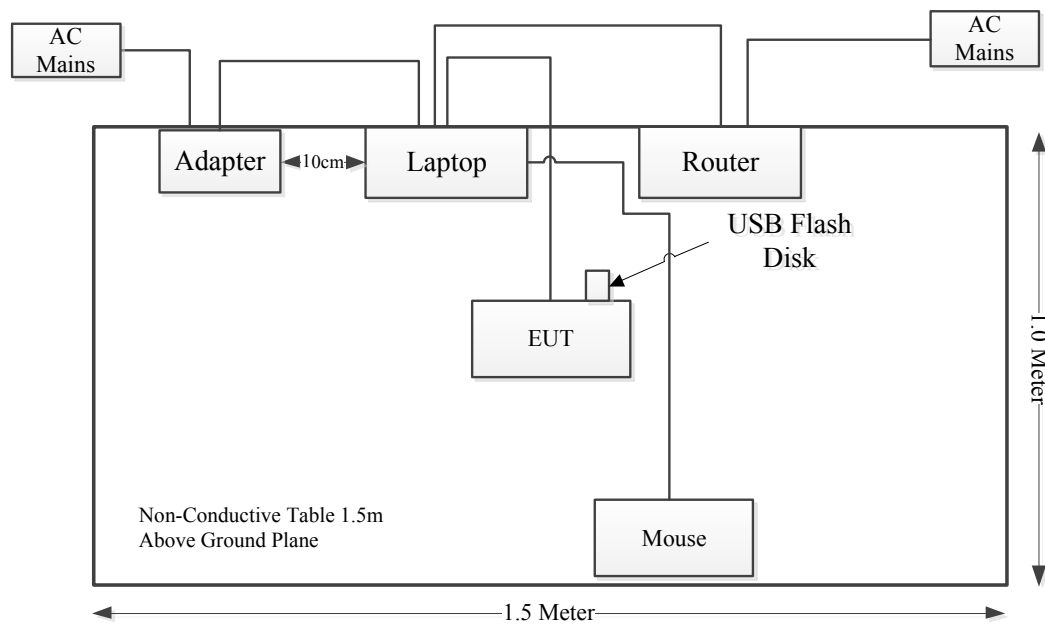 AC
Mains
AC
Mains
Adapter
10cm
Laptop
Router
USB Flash
Disk
EUT
1.0 Meter
Non-Conductive Table 1.5m
Above Ground Plane
Mouse
1.5 Meter